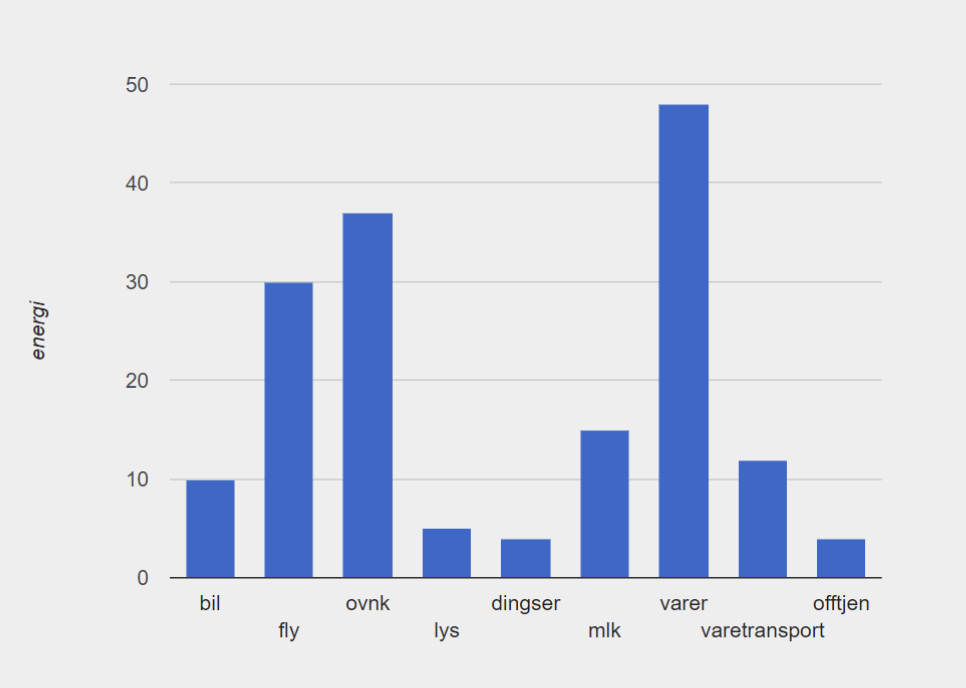 50
40
30
20
10
0
energi
bil
ovnk
dingser
varer
offtjen
fly
lys
mlk
varetransport